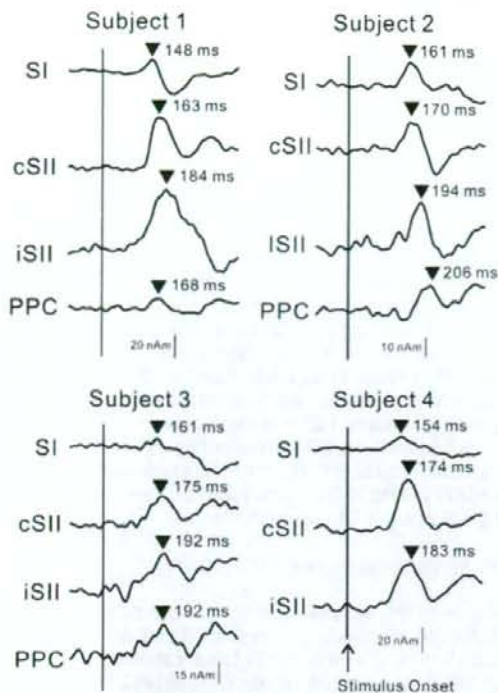 Subject 1
SI
148 ms
163 ms
cSII
184 ms
iSII
168 ms
PPC
20 nAm
Subject 2
161 ms
SI
170 ms
cSII
194 ms
ISII
206 ms
PPC
10 nAm
Subject 3
161 ms
SI
175 ms
cSII
192 ms
iSII
192 ms
PPC
15 nAm
Subject 4
154 ms
SI
174 ms
cSII
183 ms
iSII
20 nAm
Stimulus Onset